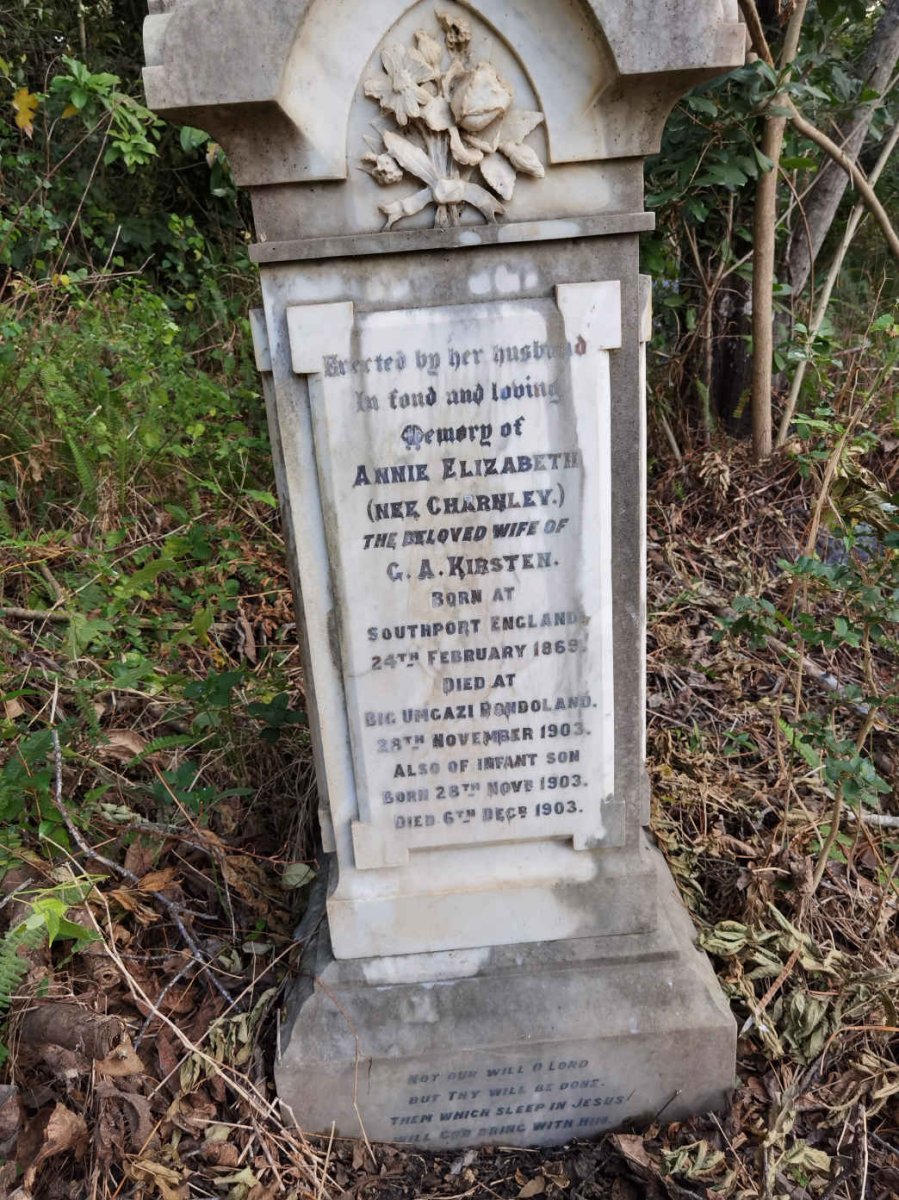 Erected by her husband
In fond and loving
Memory of
ANNIE ELIZABETH
(NEE CHARNLEY.)
THE BELOVED WIFE OF
G. A. KIRSTEN.
BORN AT
SOUTHPORT ENGLAND.
24TH FEBRUARY 1869.
DIED AT
BIG UMGAZI PONDOLAND.
28TH NOVEMBER 1903.
ALSO OF INFANT SON
BORN 28TH NOVB 1903.
DIED 6TH DECR 1903.
NOT OUR WILL O LORD
BUT THY WILL BE DONE.
THEM WHICH SLEEP IN JESUS
WILL GOD BRING WITH HIM.